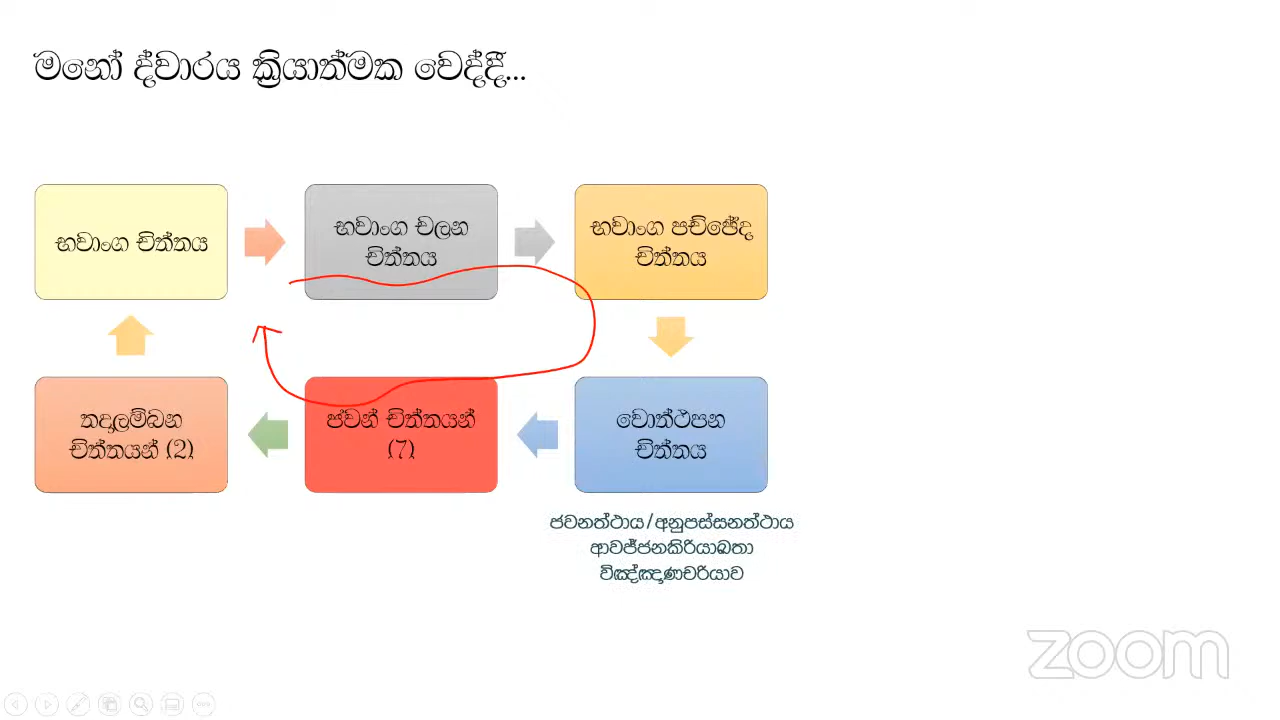 මනෝ ද්වාරය ක්‍රියාත්මක වෙද්දී...
භවාංග චිත්තය
භවාංග චලන
චිත්තය
භවාංග පච්ඡේද
චිත්තය
තදාලම්බන
චිත්තයන් (2)
ජවන් චිත්තයන්
(7)
වොත්ථපන
චිත්තය
ජවනත්ථාය/අනුපස්සනත්ථාය
ආවජ්ජනකිරියාඛතා
විඤ්ඤාණචරියාව
zoom